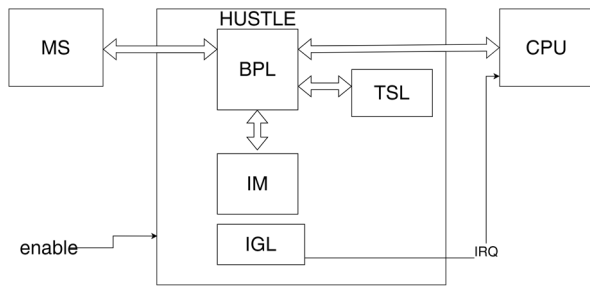 HUSTLE
MS
BPL
CPU
TSL
IM
IGL
enable
IRQ